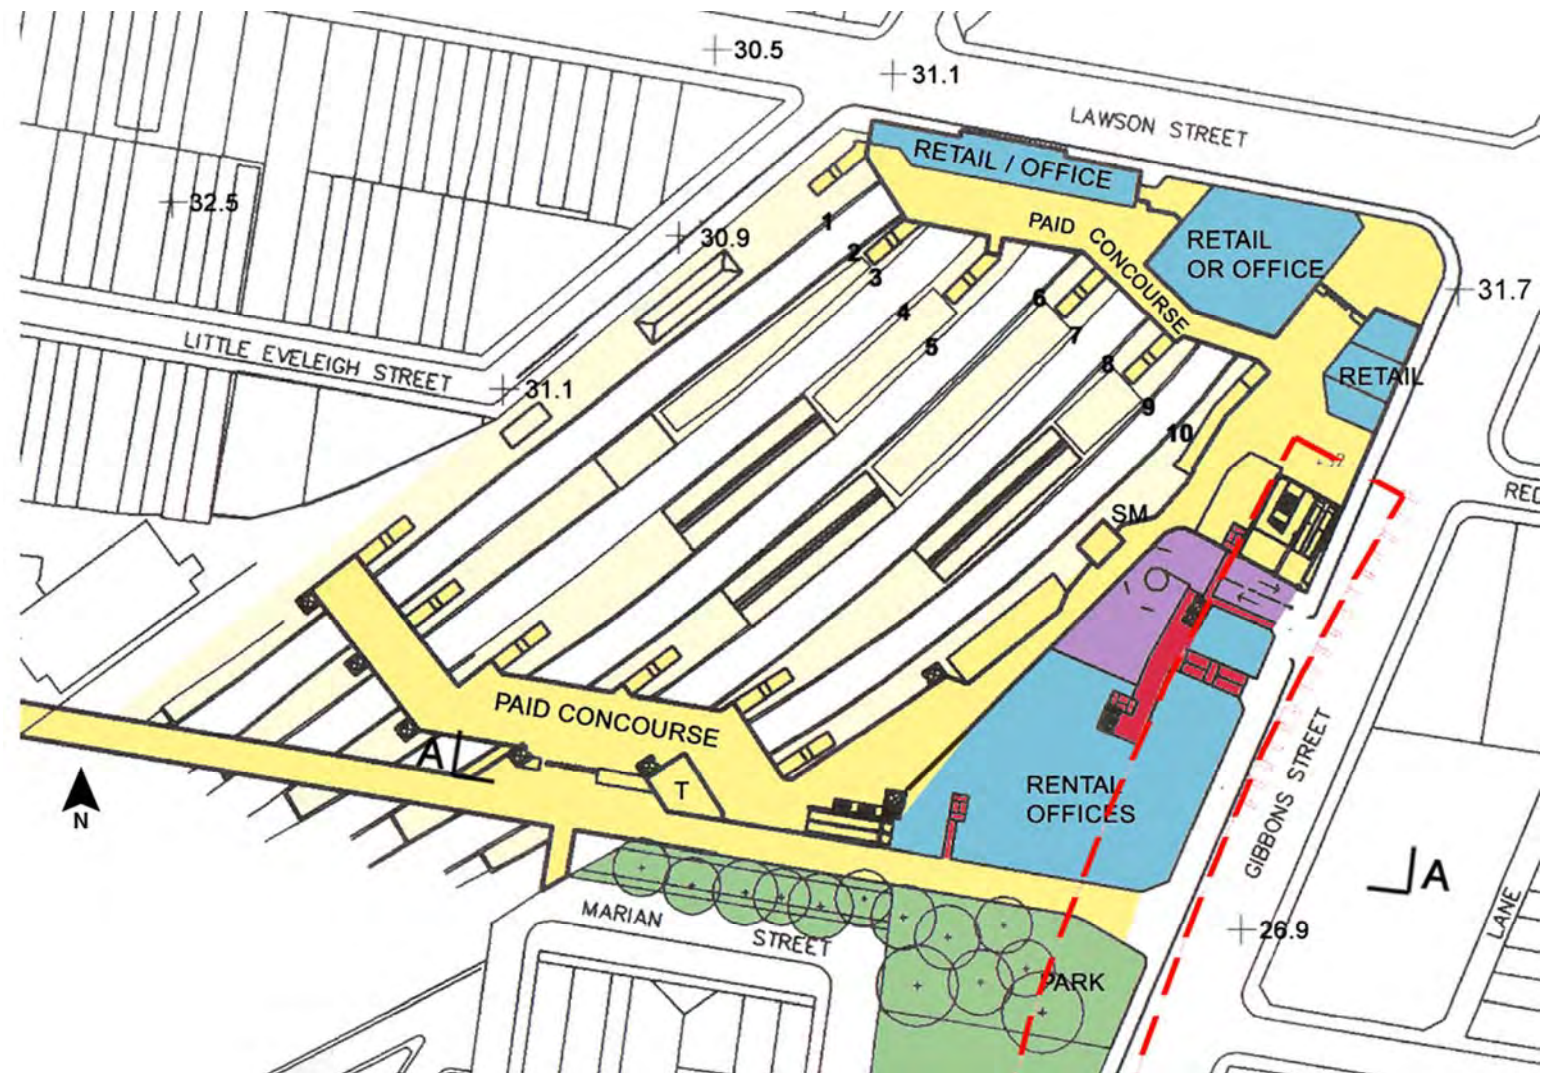 30.5
31.1
LAWSON STREET
RETAIL / OFFICE
32.5
1
30.9
PAID CONCOURSE
RETAIL
OR OFFICE
2
3
31.7
6
4
7
5
LITTLE EVELEIGH STREET
8
RETAIL
31.1
9
10
SM
PAID CONCOURSE
A
T
N
RENTAL
OFFICES
GIBBONS STREET
A
MARIAN STREET
LANE
26.9
PARK